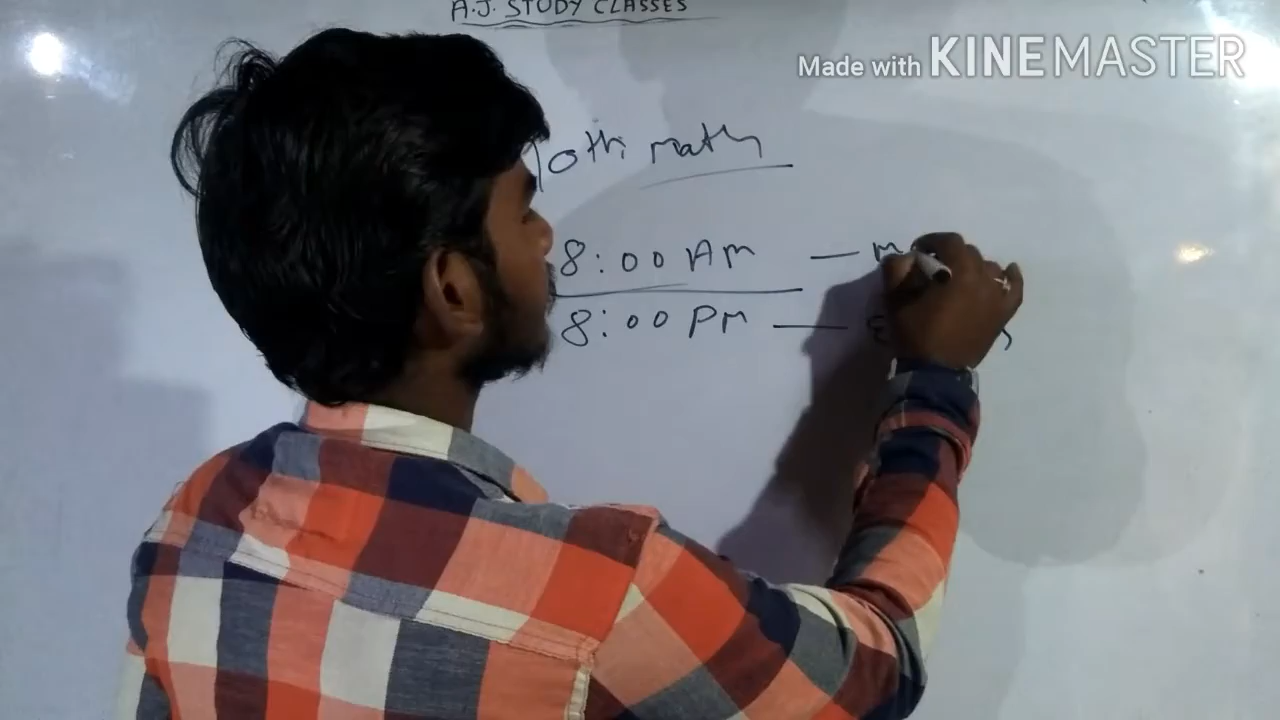 A.J. STUDY CLASSES
Made with KINEMASTER
10th math
8:00 AM —
8:00 PM —